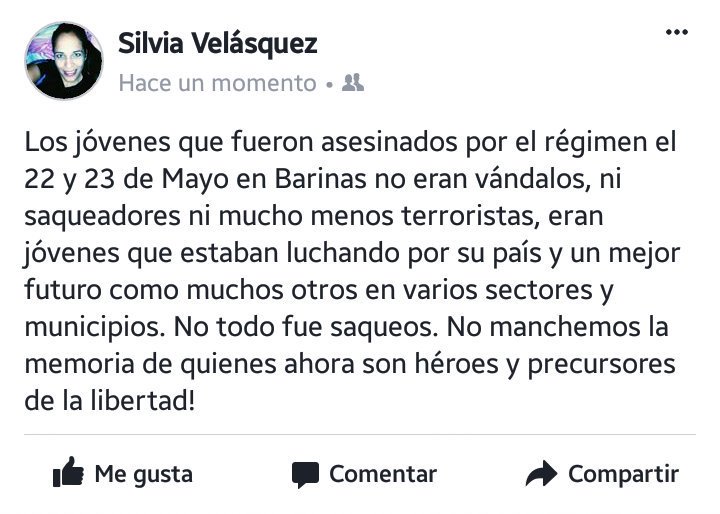 Silvia Velásquez
Hace un momento •
Los jóvenes que fueron asesinados por el régimen el
22 y 23 de Mayo en Barinas no eran vándalos, ni
saqueadores ni mucho menos terroristas, eran
jóvenes que estaban luchando por su país y un mejor
futuro como muchos otros en varios sectores y
municipios. No todo fue saqueos. No manchemos la
memoria de quienes ahora son héroes y precursores
de la libertad!
Me gusta Comentar Compartir